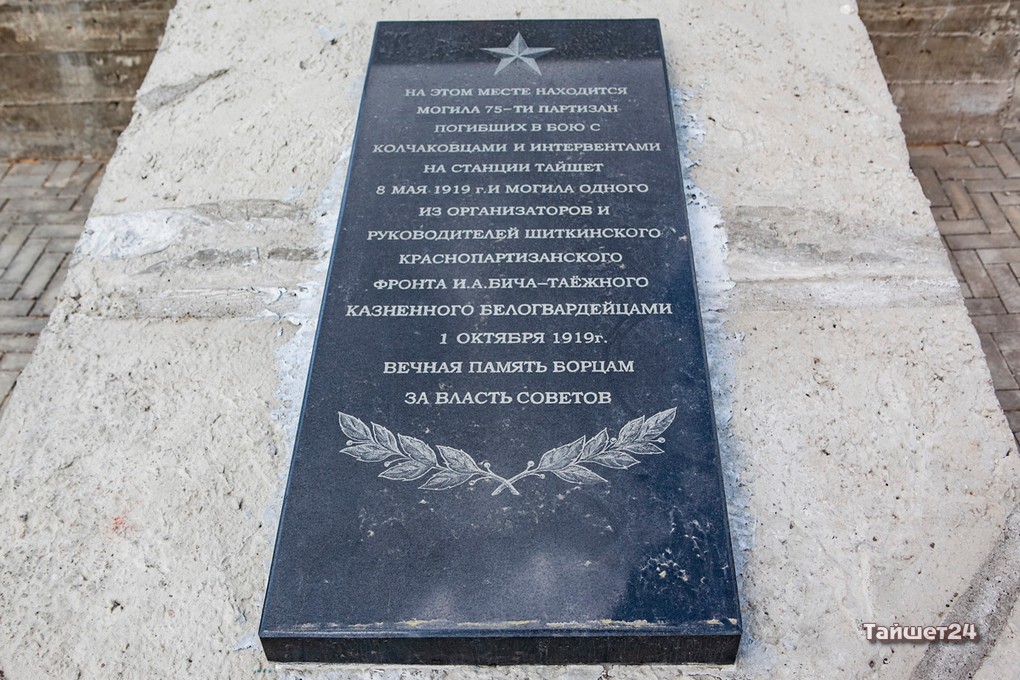 НА ЭТОМ МЕСТЕ НАХОДИТСЯ
МОГИЛА 75-ТИ ПАРТИЗАН
ПОГИБШИХ В БОЮ С
КОЛЧАКОВЦАМИ И ИНТЕРВЕНТАМИ
НА СТАНЦИИ ТАЙШЕТ
8 МАЯ 1919 г.И МОГИЛА ОДНОГО
ИЗ ОРГАНИЗАТОРОВ И
РУКОВОДИТЕЛЕЙ ШИТКИНСКОГО
КРАСНОПАРТИЗАНСКОГО
ФРОНТА И.А.БИЧА-ТАЁЖНОГО
КАЗНЕННОГО БЕЛОГВАРДЕЙЦАМИ
1 ОКТЯБРЯ 1919г.
ВЕЧНАЯ ПАМЯТЬ БОРЦАМ
ЗА ВЛАСТЬ СОВЕТОВ
Тайшет24